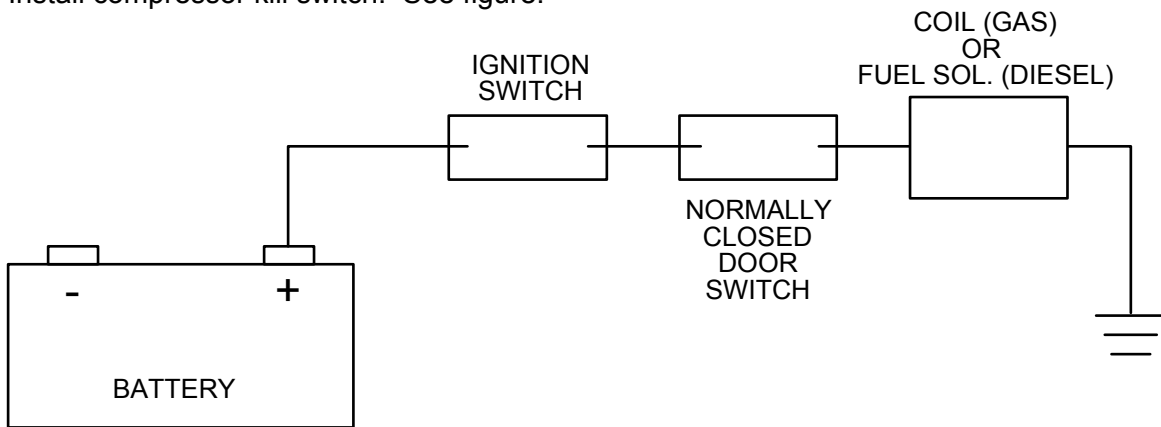 Install compressor kill switch.  See figure.
COIL (GAS)
OR
FUEL SOL. (DIESEL)
IGNITION
SWITCH
NORMALLY
CLOSED
DOOR
SWITCH
- +
BATTERY